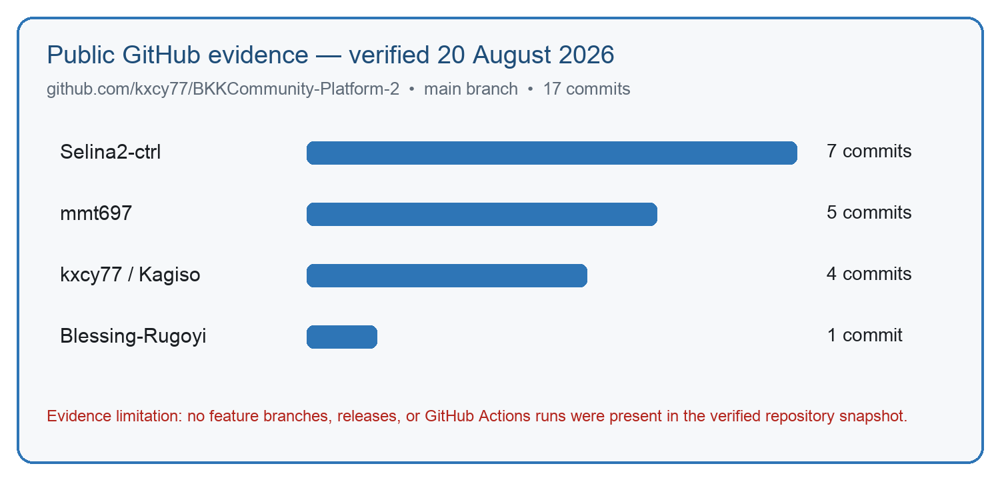 Public GitHub evidence — verified 20 August 2026
github.com/kxcy77/BKKCommunity-Platform-2 • main branch • 17 commits
Selina2-ctrl 7 commits
mmt697 5 commits
kxcy77 / Kagiso 4 commits
Blessing-Rugoyi 1 commit
Evidence limitation: no feature branches, releases, or GitHub Actions runs were present in the verified repository snapshot.